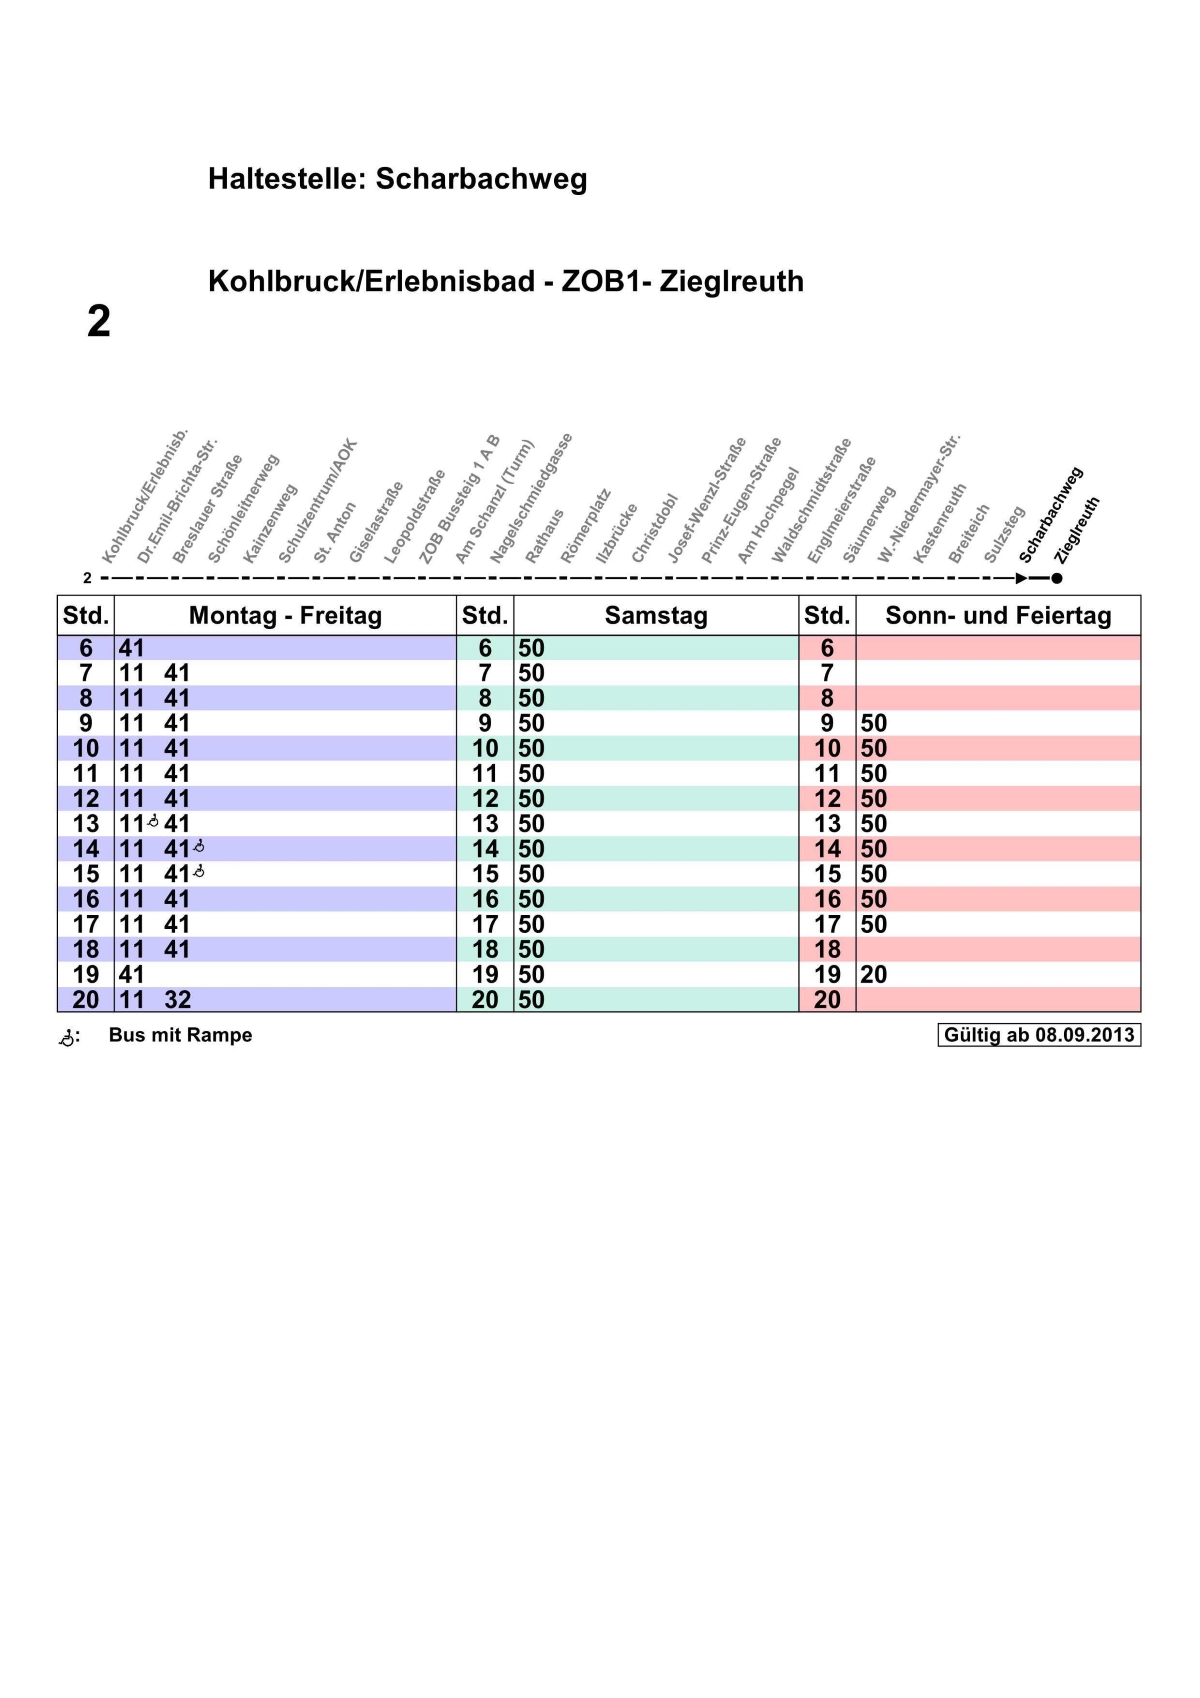 Haltestelle: Scharbachweg
Kohlbruck/Erlebnisbad - ZOB1- Zieglreuth
2
Kohlbruck/Erlebnisb.
Dr.Emil-Brichta-Str.
Breslauer Straße
Schönleitnerweg
Kainzenweg
Schulzentrum/AOK
St. Anton
Giselastraße
Leopoldstraße
ZOB Bussteig 1 A B
Am Schanzl (Turm)
Nagelschmiedgasse
Rathaus
Römerplatz
Ilzbrücke
Christdobl
Josef-Wenzl-Straße
Prinz-Eugen-Straße
Am Hochpegel
Waldschmidtstraße
Englmeierstraße
Säumerweg
W.-Niedermayer-Str.
Kastenreuth
Breiteich
Sulzsteg
Scharbachweg
Zieglreuth
2
Std. Montag - Freitag Std. Samstag Std. Sonn- und Feiertag
6 41 6 50 6
7 11 41 7 50 7
8 11 41 8 50 8
9 11 41 9 50 9 50
10 11 41 10 50 10 50
11 11 41 11 50 11 50
12 11 41 12 50 12 50
13 11 41 13 50 13 50
14 11 41 14 50 14 50
15 11 41 15 50 15 50
16 11 41 16 50 16 50
17 11 41 17 50 17 50
18 11 41 18 50 18
19 41 19 50 19 20
20 11 32 20 50 20
: Bus mit Rampe Gültig ab 08.09.2013